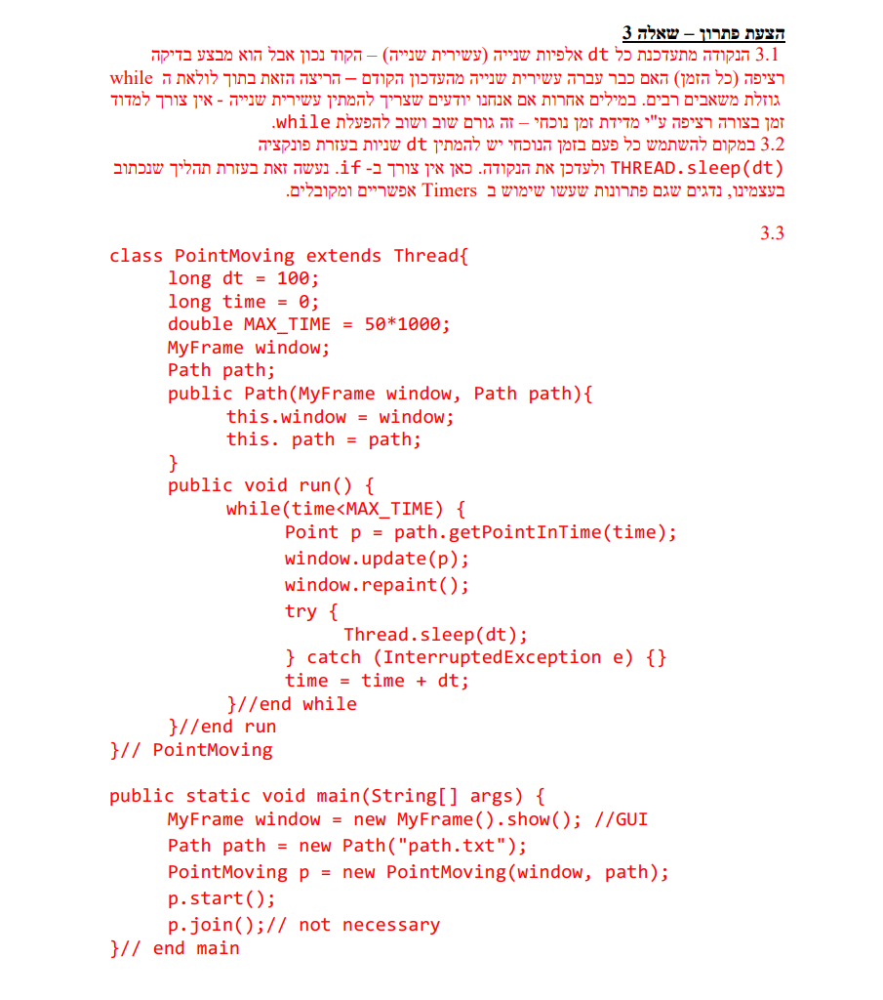 הצעת פתרון – שאלה 3
3.1 הנקודה מתעדכנת כל dt אלפיות שנייה (עשירית שנייה) – הקוד נכון אבל הוא מבצע בדיקה
רציפה (כל הזמן) האם כבר עברה עשירית שנייה מהעדכון הקודם – הריצה הזאת בתוך לולאת ה while
גוזלת משאבים רבים. במילים אחרות אם אנחנו יודעים שצריך להמתין עשירית שנייה - אין צורך למדוד
זמן בצורה רציפה ע"י מדידת זמן נוכחי – זה גורם שוב ושוב להפעלת while.
3.2 במקום להשתמש כל פעם בזמן הנוכחי יש להמתין dt שניות בעזרת פונקציה
THREAD.sleep(dt) ולעדכן את הנקודה. כאן אין צורך ב- if. נעשה זאת בעזרת תהליך שנכתוב
בעצמינו, נדגים שגם פתרונות שעשו שימוש ב Timers אפשריים ומקובלים.
3.3
class PointMoving extends Thread{
long dt = 100;
long time = 0;
double MAX_TIME = 50*1000;
MyFrame window;
Path path;
public Path(MyFrame window, Path path){
this.window = window;
this. path = path;
}
public void run() {
while(time<MAX_TIME) {
Point p = path.getPointInTime(time);
window.update(p);
window.repaint();
try {
Thread.sleep(dt);
} catch (InterruptedException e) {}
time = time + dt;
}//end while
}//end run
}// PointMoving
public static void main(String[] args) {
MyFrame window = new MyFrame().show(); //GUI
Path path = new Path("path.txt");
PointMoving p = new PointMoving(window, path);
p.start();
p.join();// not necessary
}// end main